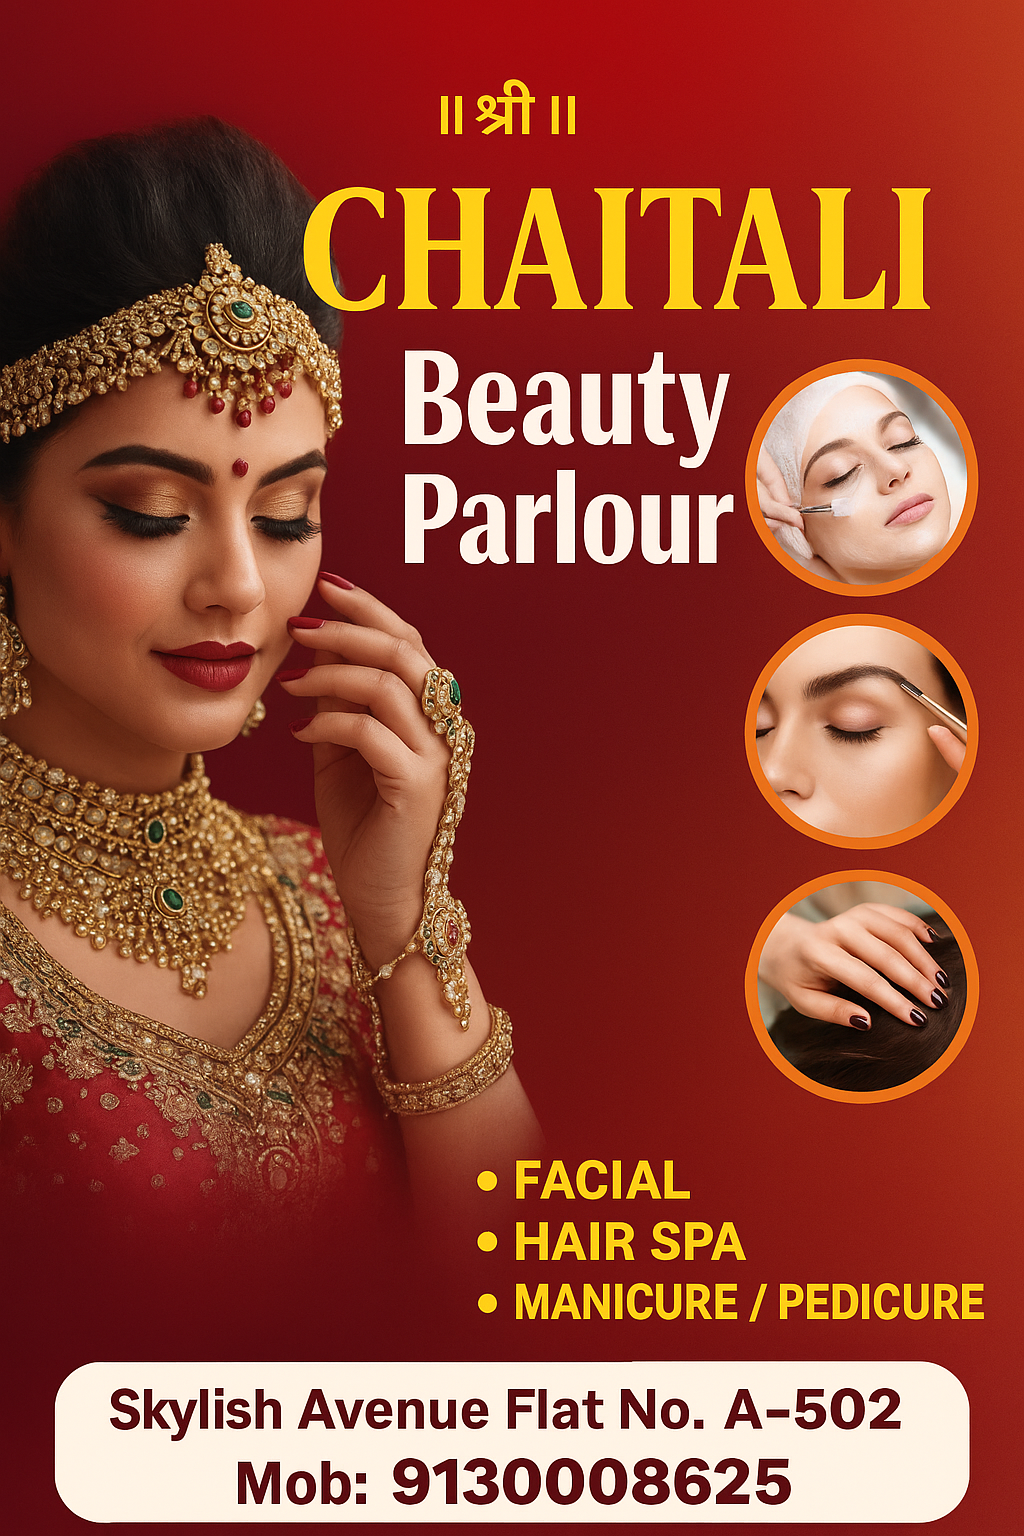 ॥ श्री ॥
CHAITALI
Beauty
Parlour
• FACIAL
• HAIR SPA
• MANICURE / PEDICURE
Skylish Avenue Flat No. A-502
Mob: 9130008625